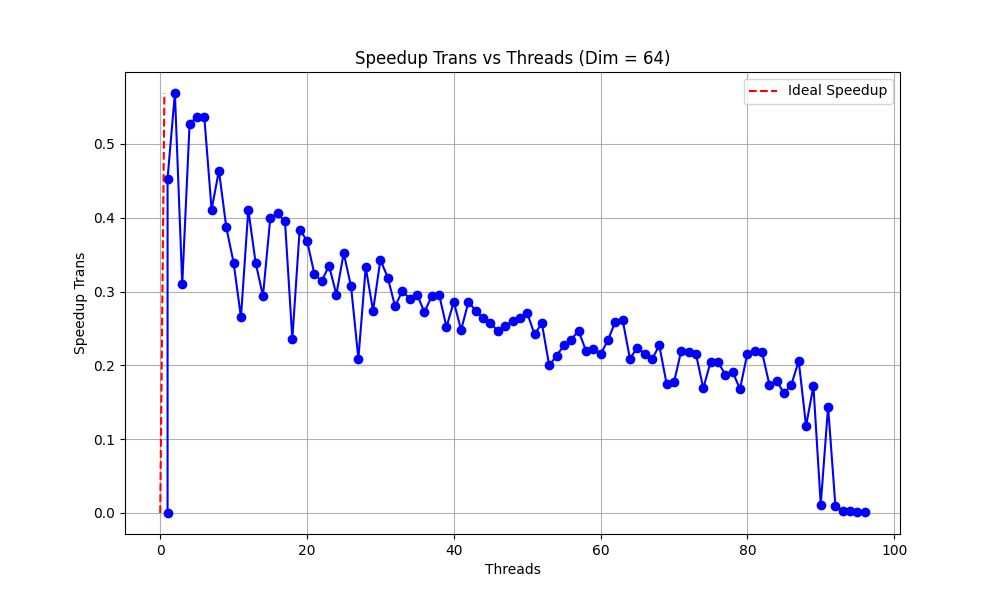 Speedup Trans vs Threads (Dim = 64)
Ideal Speedup
Speedup Trans
0.5
0.4
0.3
0.2
0.1
0.0
0 20 40 60 80 100
Threads